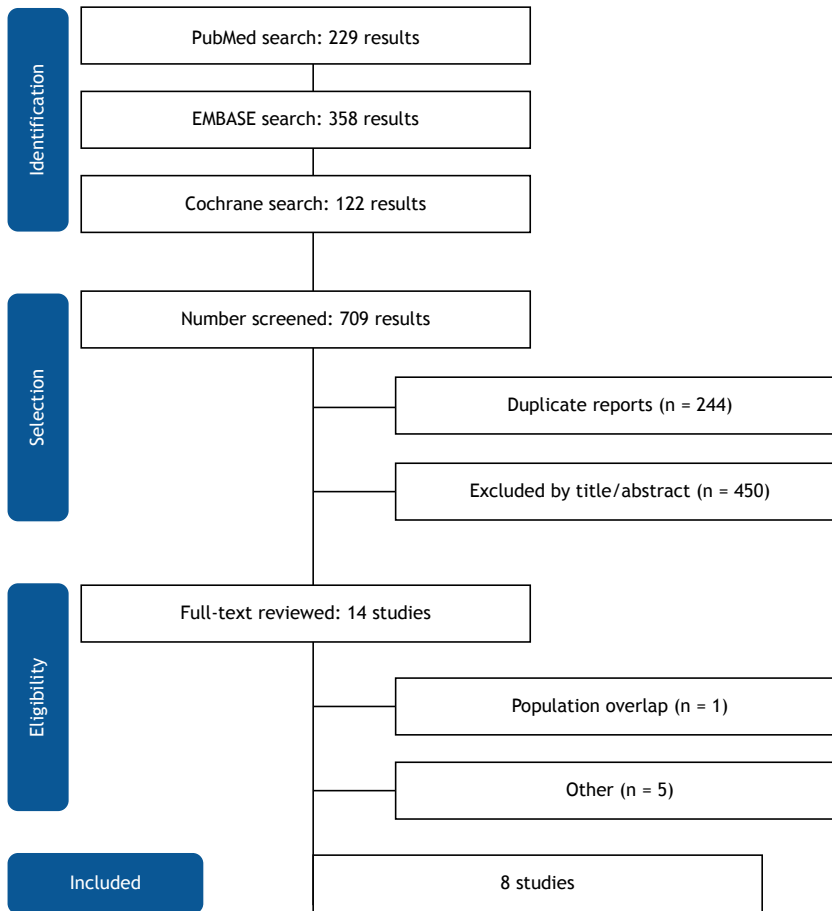 Identification
PubMed search: 229 results
EMBASE search: 358 results
Cochrane search: 122 results
Selection
Number screened: 709 results
Duplicate reports (n = 244)
Excluded by title/abstract (n = 450)
Eligibility
Full-text reviewed: 14 studies
Population overlap (n = 1)
Other (n = 5)
Included
8 studies